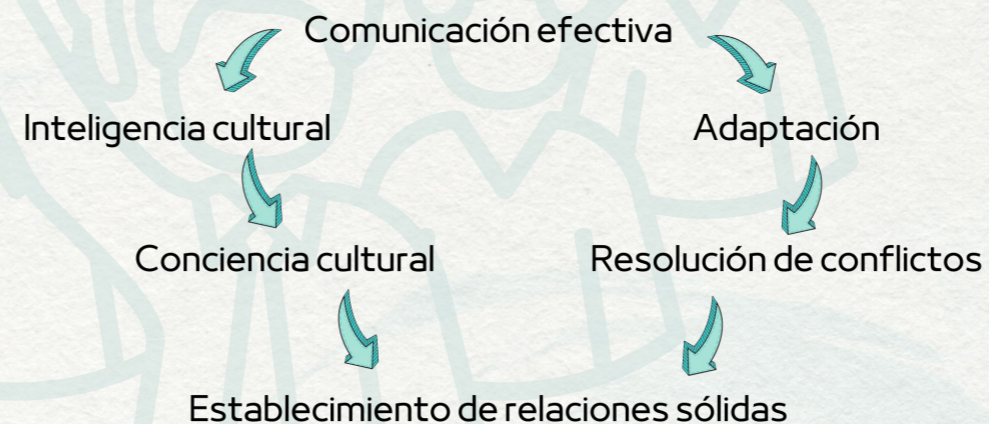 Comunicación efectiva
Inteligencia cultural
Adaptación
Conciencia cultural
Resolución de conflictos
Establecimiento de relaciones sólidas